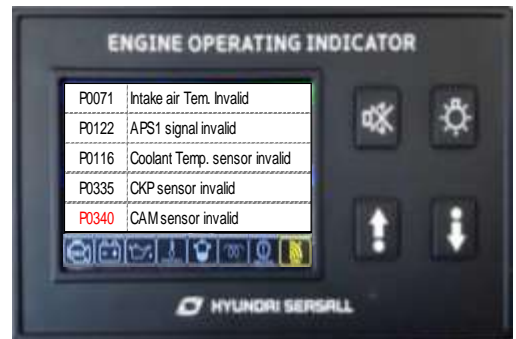 ENGINE OPERATING INDICATOR
P0071 Intake air Tem. Invalid
P0122 APS1 signal invalid
P0116 Coolant Temp. sensor invalid
P0335 CKP sensor invalid
P0340 CAM sensor invalid
HYUNDAI SEASALL